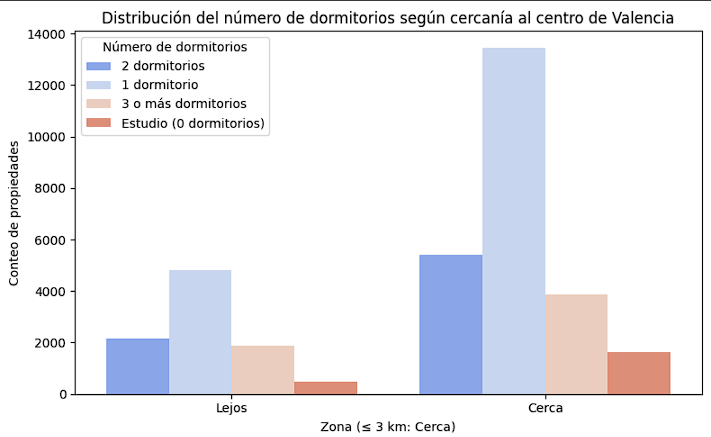 Distribución del número de dormitorios según cercanía al centro de Valencia
Número de dormitorios
2 dormitorios
1 dormitorio
3 o más dormitorios
Estudio (0 dormitorios)
Conteo de propiedades
14000
12000
10000
8000
6000
4000
2000
0
Lejos
Cerca
Zona (≤ 3 km: Cerca)